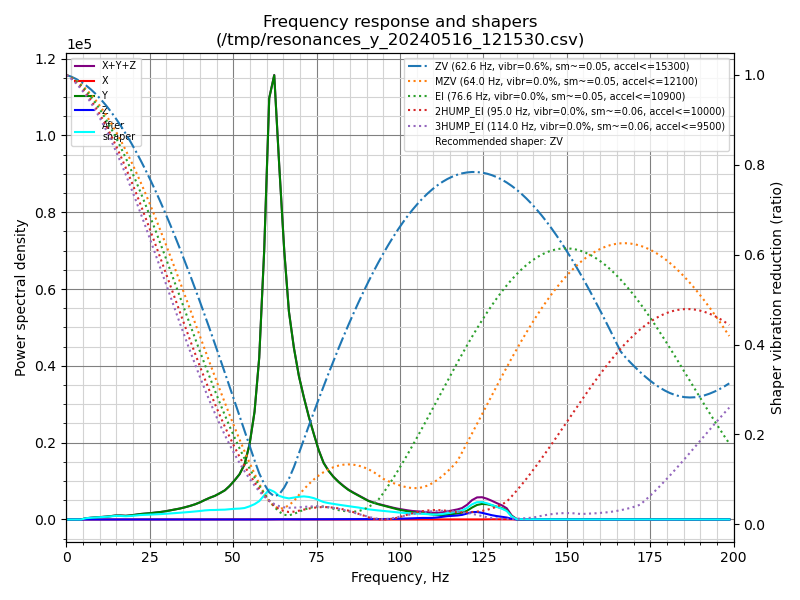 Frequency response and shapers
(/tmp/resonances_y_20240516_121530.csv)
1e5
X+Y+Z
X
Y
Z
After
shaper
ZV (62.6 Hz, vibr=0.6%, sm~=0.05, accel<=15300)
MZV (64.0 Hz, vibr=0.0%, sm~=0.05, accel<=12100)
EI (76.6 Hz, vibr=0.0%, sm~=0.05, accel<=10900)
2HUMP_EI (95.0 Hz, vibr=0.0%, sm~=0.06, accel<=10000)
3HUMP_EI (114.0 Hz, vibr=0.0%, sm~=0.06, accel<=9500)
Recommended shaper: ZV
1.2
1.0
0.8
0.6
0.4
0.2
0.0
Power spectral density
1.0
0.8
0.6
0.4
0.2
0.0
Shaper vibration reduction (ratio)
0 25 50 75 100 125 150 175 200
Frequency, Hz